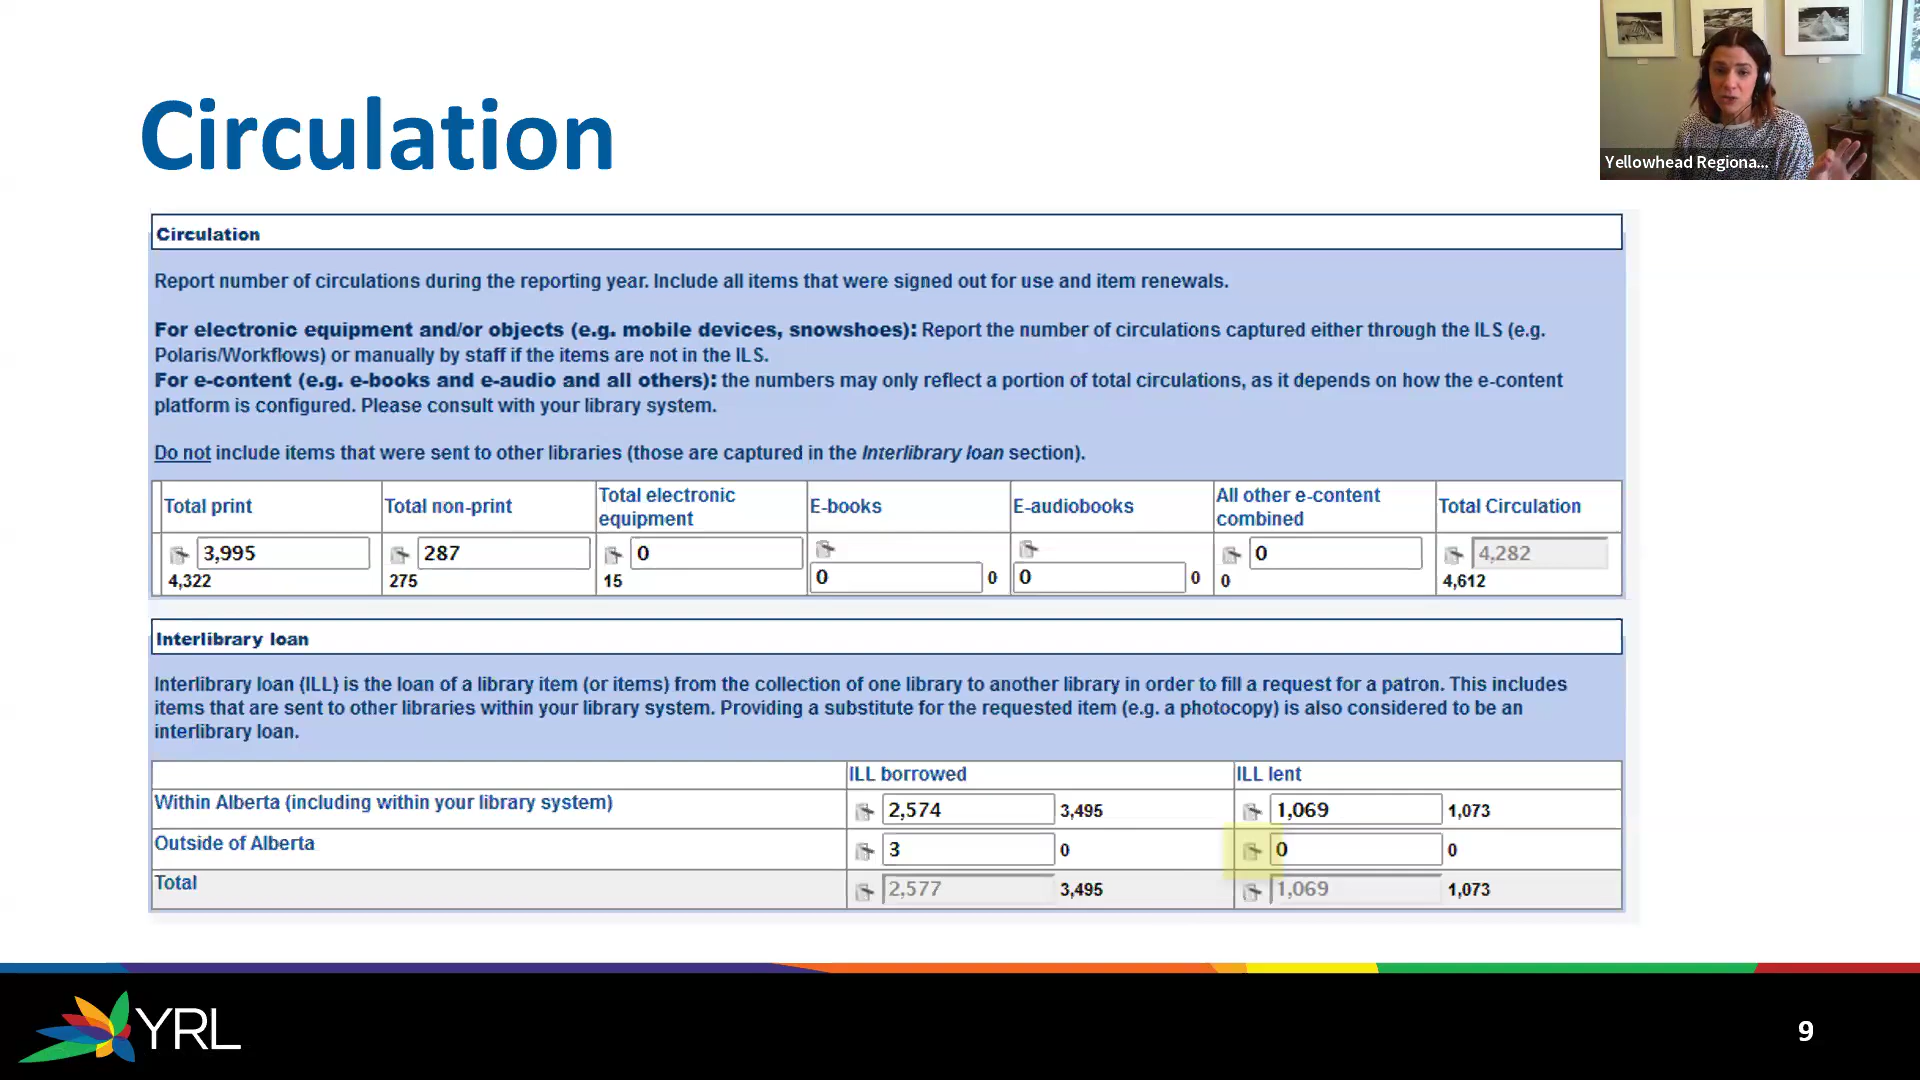 Circulation
Yellowhead Regiona...
Circulation
Report number of circulations during the reporting year. Include all items that were signed out for use and item renewals.
For electronic equipment and/or objects (e.g. mobile devices, snowshoes): Report the number of circulations captured either through the ILS (e.g.
Polaris/Workflows) or manually by staff if the items are not in the ILS.
For e-content (e.g. e-books and e-audio and all others): the numbers may only reflect a portion of total circulations, as it depends on how the e-content
platform is configured. Please consult with your library system.
Do not include items that were sent to other libraries (those are captured in the Interlibrary loan section).
Total print Total non-print Total electronic equipment E-books E-audiobooks All other e-content combined Total Circulation
3,995 287 0 0 0 0 0 0 4,282
4,322 275 15 0 4,612
Interlibrary loan
Interlibrary loan (ILL) is the loan of a library item (or items) from the collection of one library to another library in order to fill a request for a patron. This includes
items that are sent to other libraries within your library system. Providing a substitute for the requested item (e.g. a photocopy) is also considered to be an
interlibrary loan.
ILL borrowed ILL lent
Within Alberta (including within your library system) 2,574 3,495 1,069 1,073
Outside of Alberta 3 0 0 0
Total 2,577 3,495 1,069 1,073
YRL
9